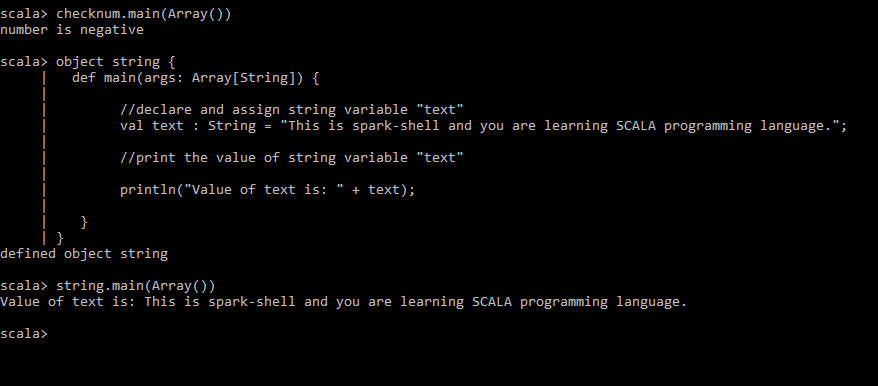 scala> checknum.main(Array())
number is negative
scala> object string {
| def main(args: Array[String]) {
|
| //declare and assign string variable "text"
| val text : String = "This is spark-shell and you are learning SCALA programming language.";
|
| //print the value of string variable "text"
|
| println("Value of text is: " + text);
|
| }
| }
defined object string
scala> string.main(Array())
Value of text is: This is spark-shell and you are learning SCALA programming language.
scala>